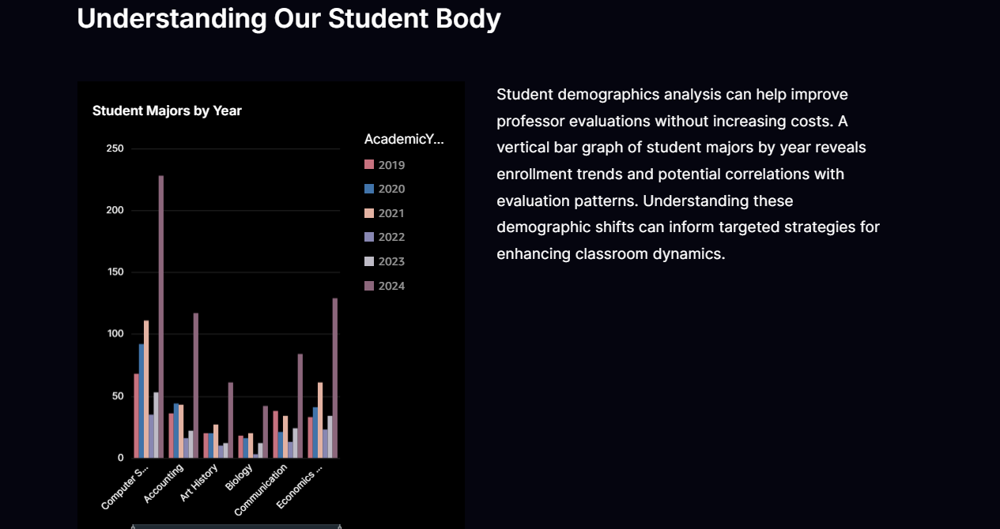 Understanding Our Student Body
Student Majors by Year
AcademicY...
2019
2020
2021
2022
2023
2024
250
200
150
100
50
0
Computer S...
Accounting
Art History
Biology
Communication
Economics ...
Student demographics analysis can help improve
professor evaluations without increasing costs. A
vertical bar graph of student majors by year reveals
enrollment trends and potential correlations with
evaluation patterns. Understanding these
demographic shifts can inform targeted strategies for
enhancing classroom dynamics.